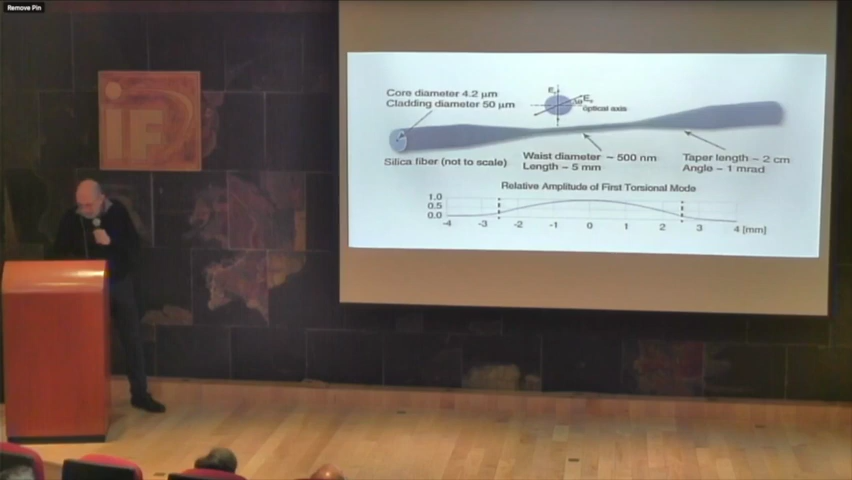 Remove Pin
IF
Core diameter 4.2 μm
Cladding diameter 50 μm
optical axis
Silica fiber (not to scale)
Waist diameter ~ 500 nm
Length ~ 5 mm
Taper length ~ 2 cm
Angle ~ 1 mrad
Relative Amplitude of First Torsional Mode
1.0
0.5
0.0
-4 -3 -2 -1 0 1 2 3 4 [mm]